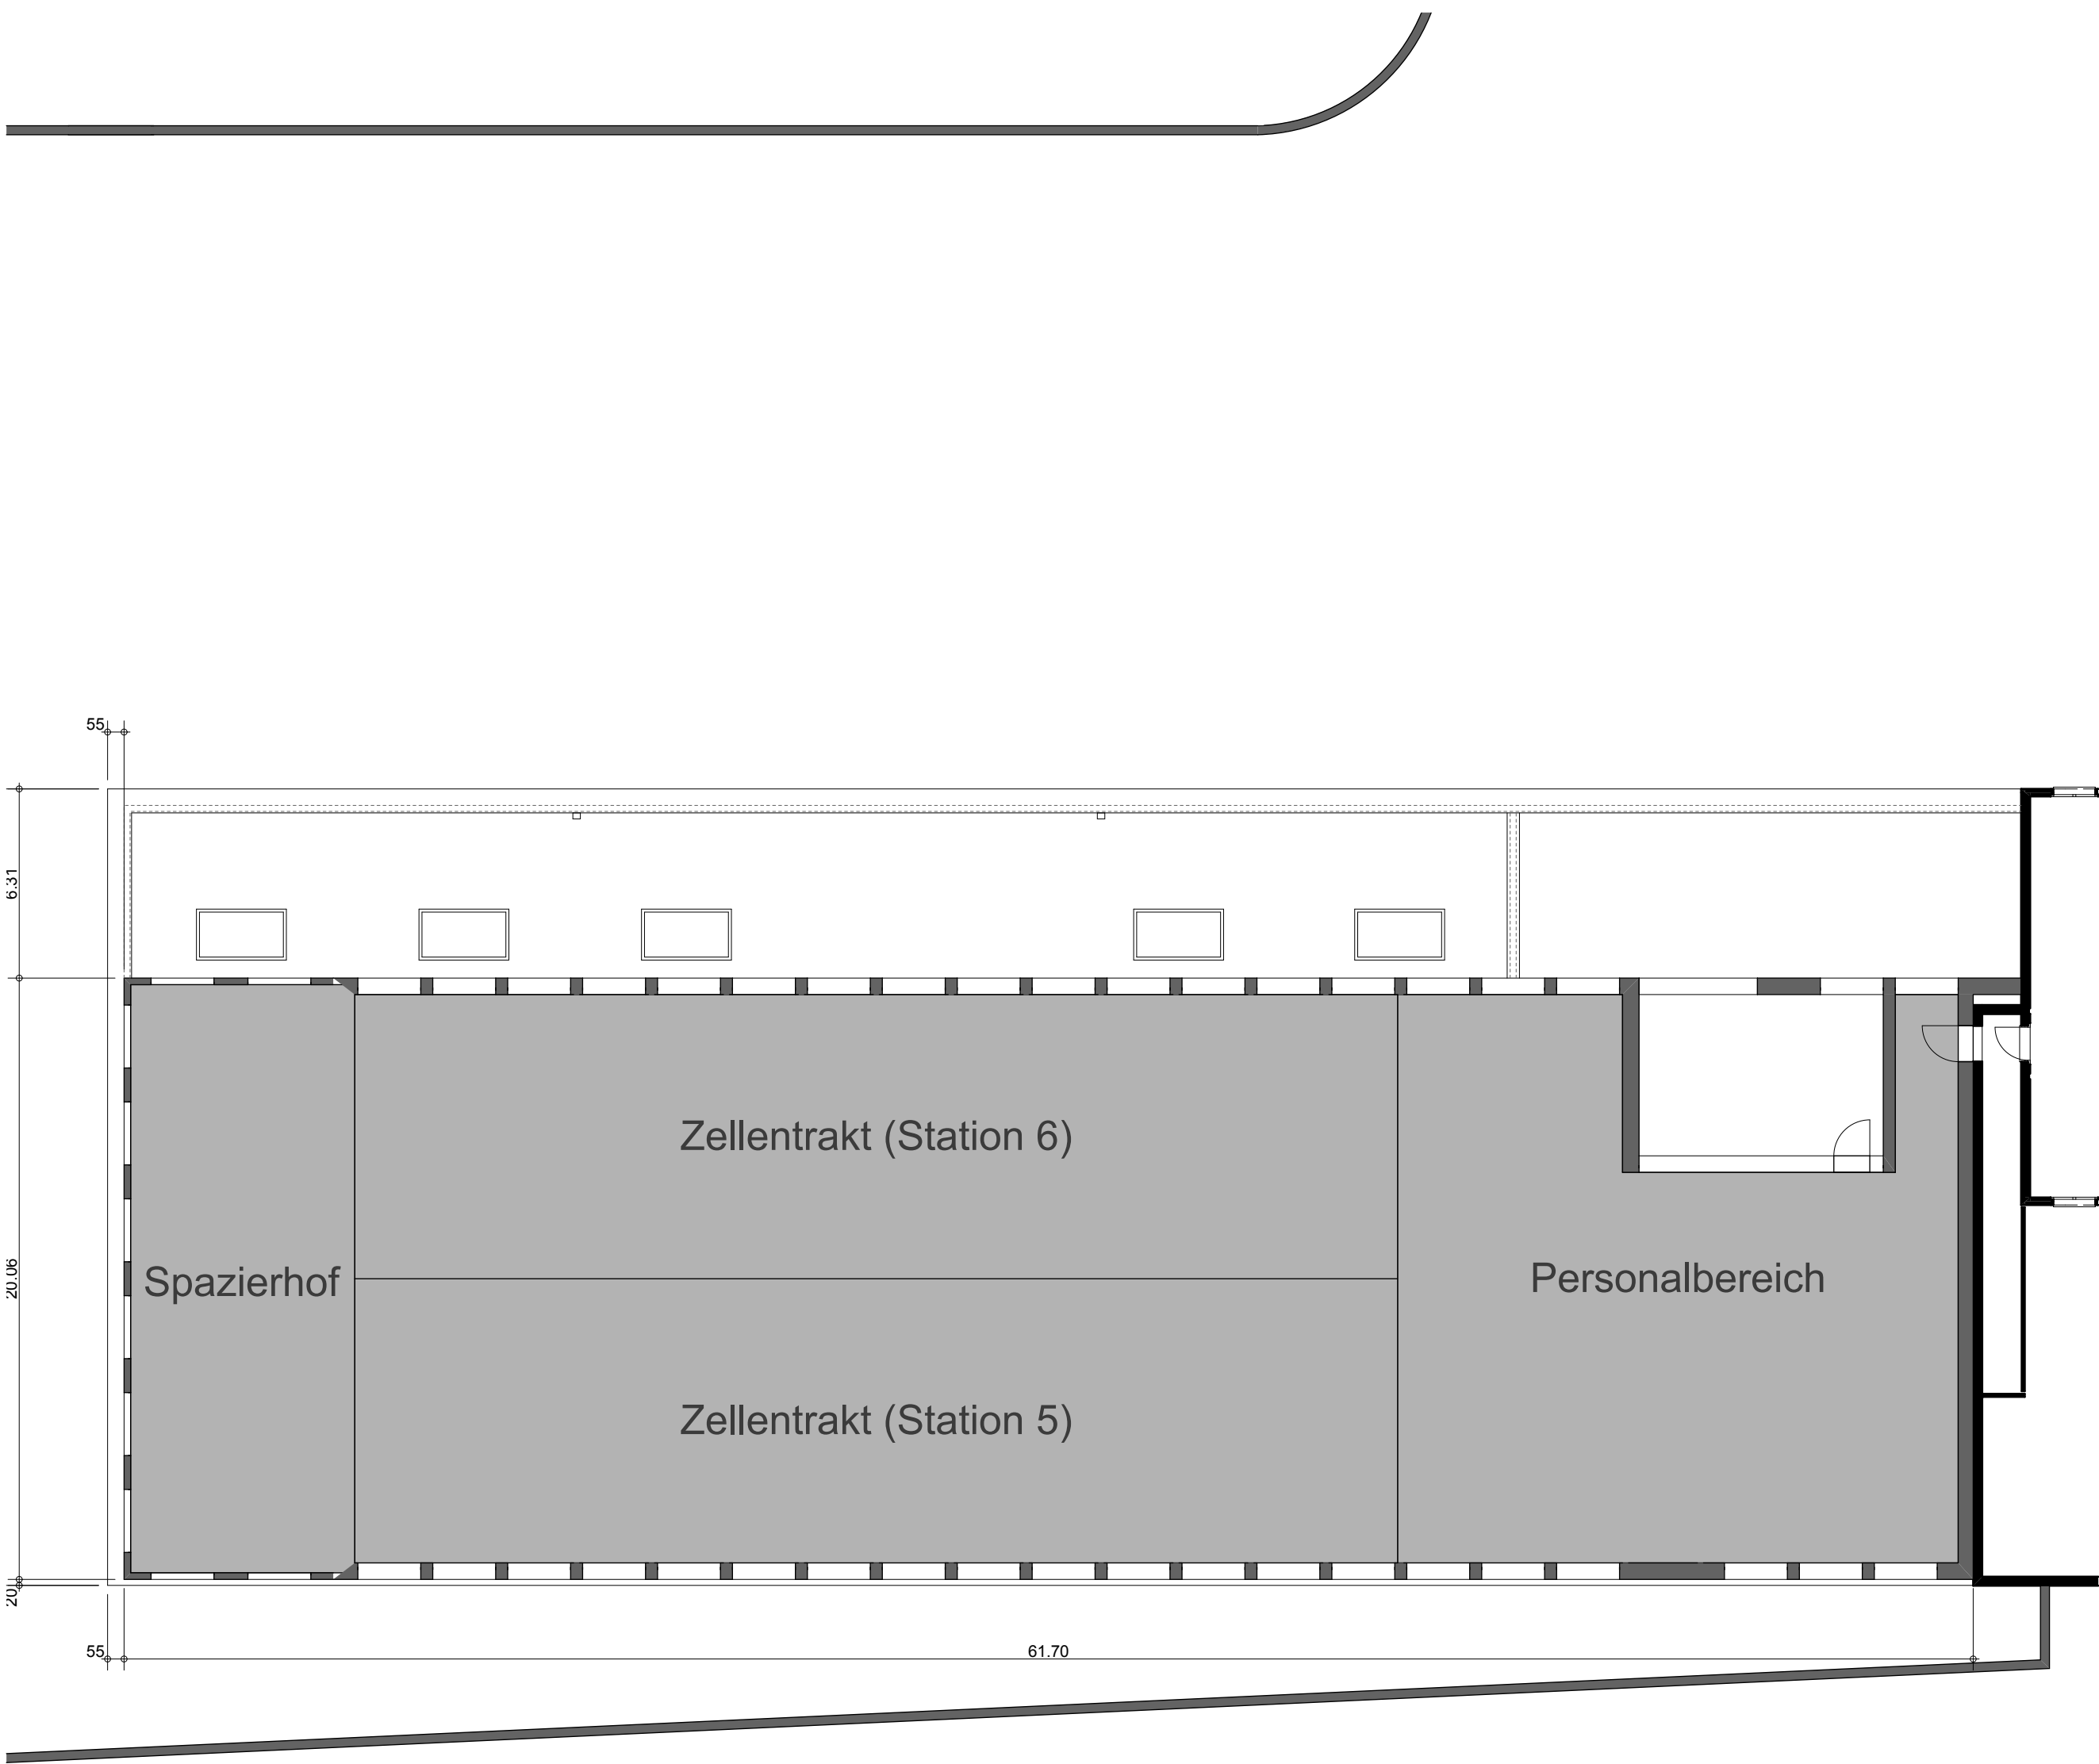 55
6.31
Zellentrakt (Station 6)
Spazierhof
Personalbereich
20.06
Zellentrakt (Station 5)
20
55
61.70